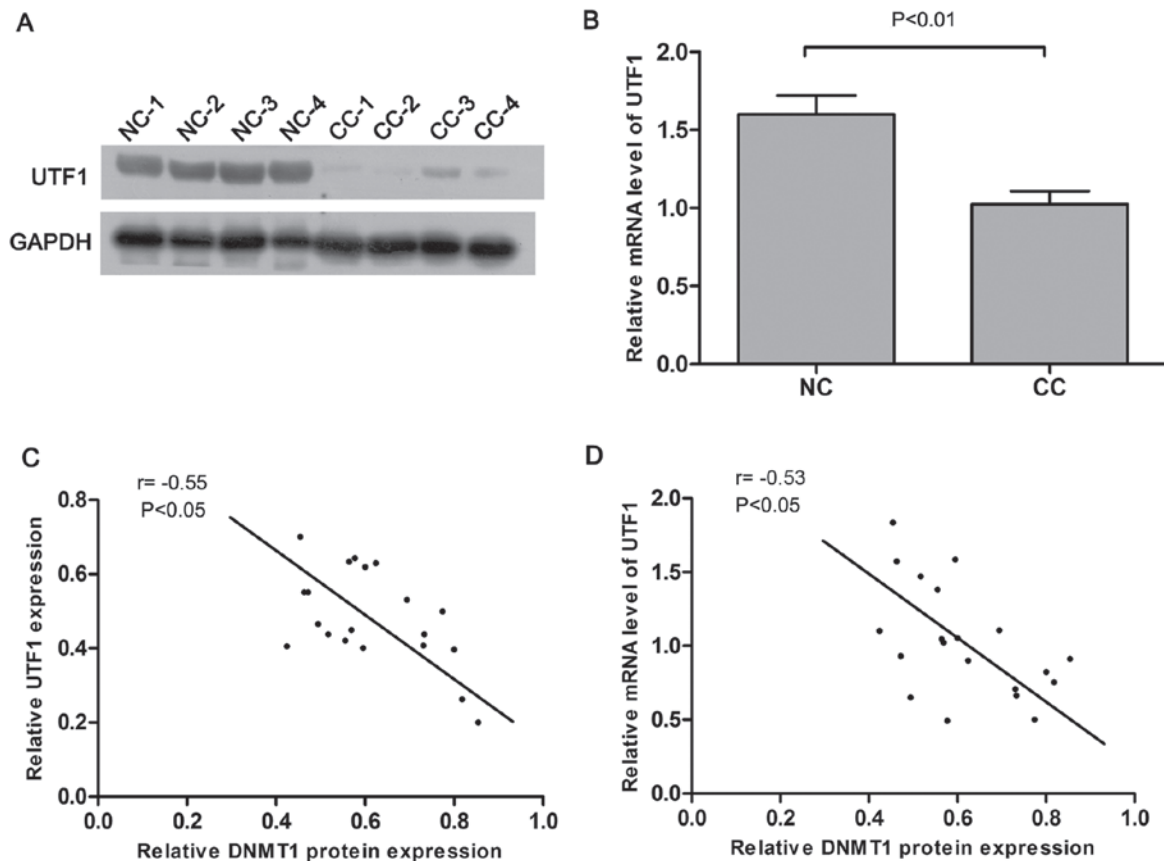 A
NC-1 NC-2 NC-3 NC-4 CC-1 CC-2 CC-3 CC-4
UTF1
GAPDH
B
P<0.01
Relative mRNA level of UTF1
2.0
1.5
1.0
0.5
0.0
NC CC
C
r= -0.55
P<0.05
Relative UTF1 expression
0.8
0.6
0.4
0.2
0.0
0.0 0.2 0.4 0.6 0.8 1.0
Relative DNMT1 protein expression
D
r= -0.53
P<0.05
Relative mRNA level of UTF1
2.0
1.5
1.0
0.5
0.0
0.0 0.2 0.4 0.6 0.8 1.0
Relative DNMT1 protein expression